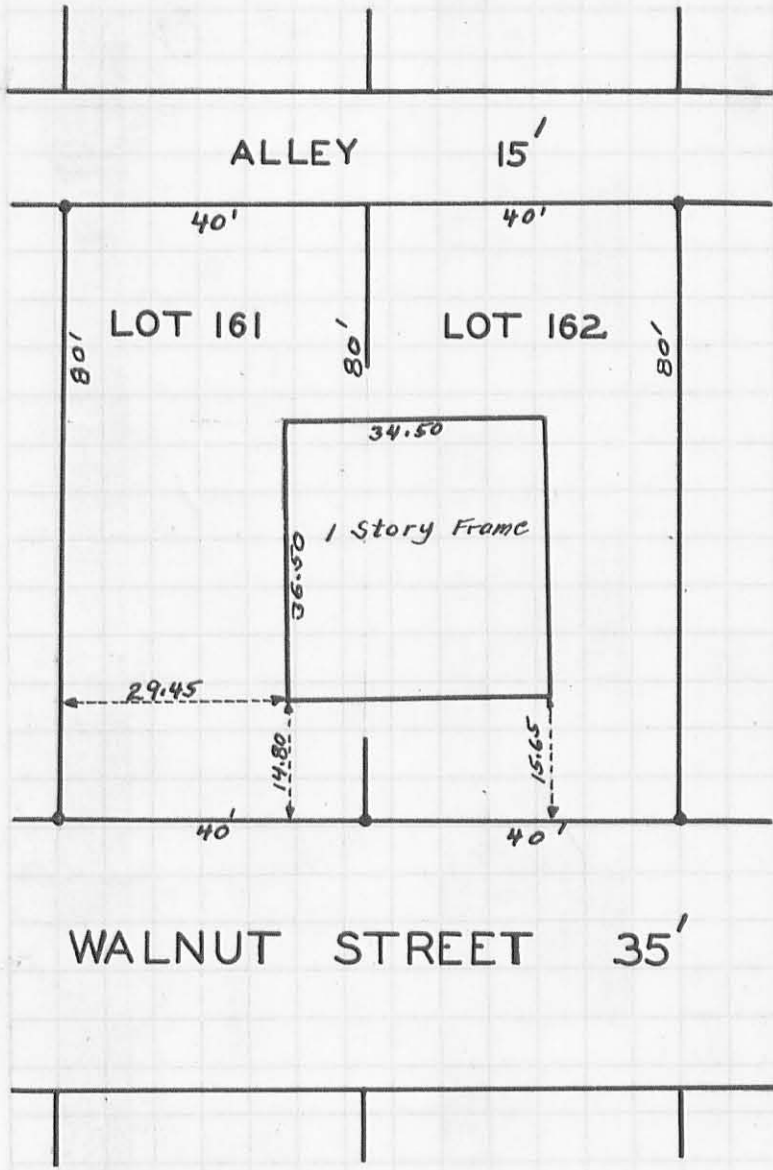 ALLEY 15'
40' 40'
LOT 161 LOT 162
80' 80' 80'
34.50
1 Story Frame
36.50
29.45
14.80 15.65
40' 40'
WALNUT STREET 35'